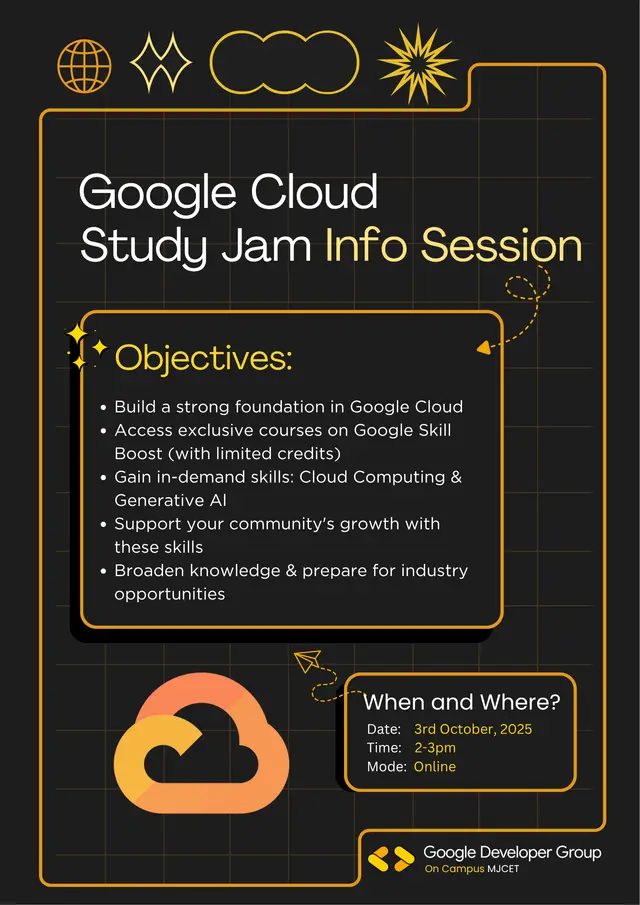 Google Cloud
Study Jam Info Session
Objectives:
• Build a strong foundation in Google Cloud
• Access exclusive courses on Google Skill
Boost (with limited credits)
• Gain in-demand skills: Cloud Computing &
Generative AI
• Support your community's growth with
these skills
• Broaden knowledge & prepare for industry
opportunities
When and Where?
Date: 3rd October, 2025
Time: 2-3pm
Mode: Online
Google Developer Group
On Campus MJCET